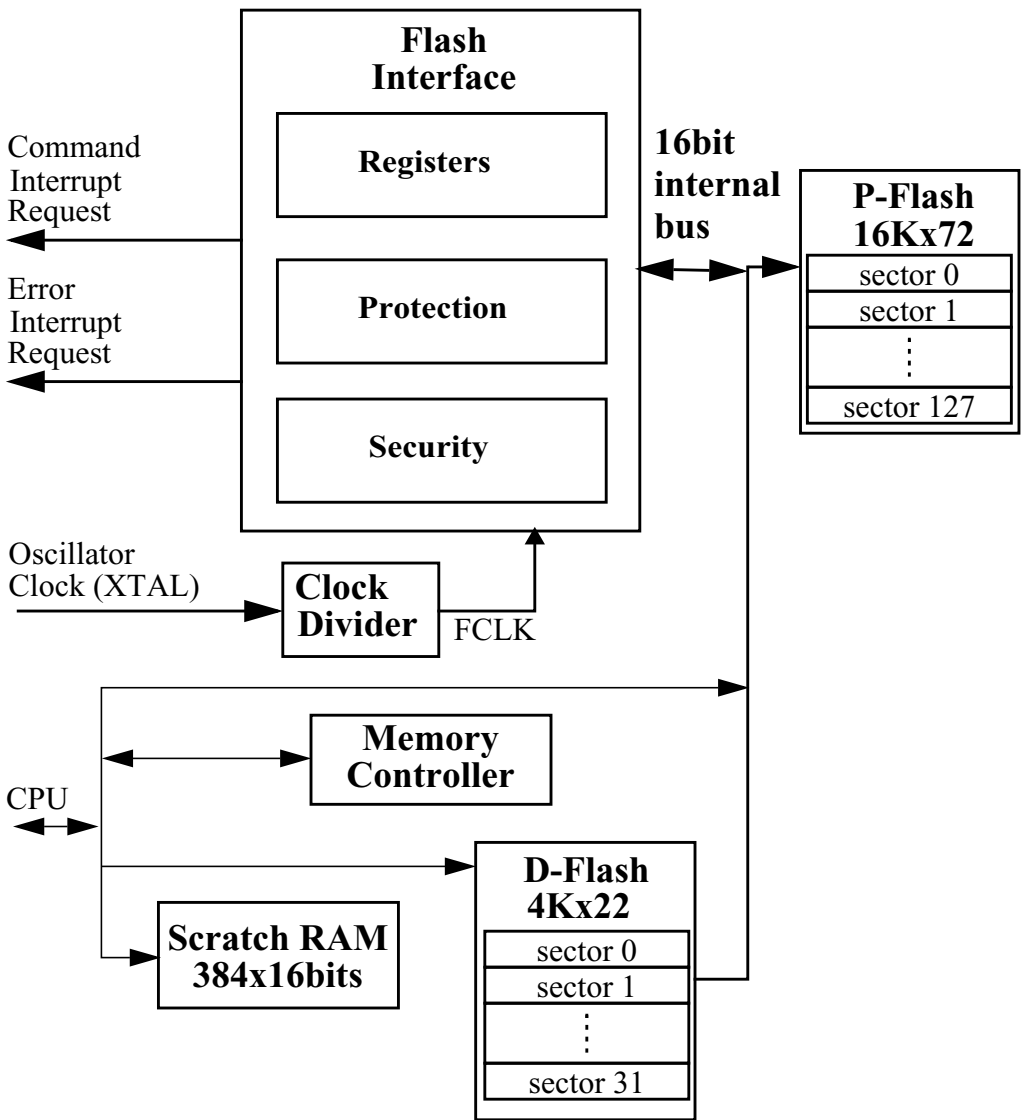 Flash
Interface
Registers
Protection
Security
Command
Interrupt
Request
Error
Interrupt
Request
16bit
internal
bus
P-Flash
16Kx72
sector 0
sector 1
sector 127
Oscillator
Clock (XTAL)
Clock
Divider
FCLK
Memory
Controller
CPU
D-Flash
4Kx22
sector 0
sector 1
sector 31
Scratch RAM
384x16bits